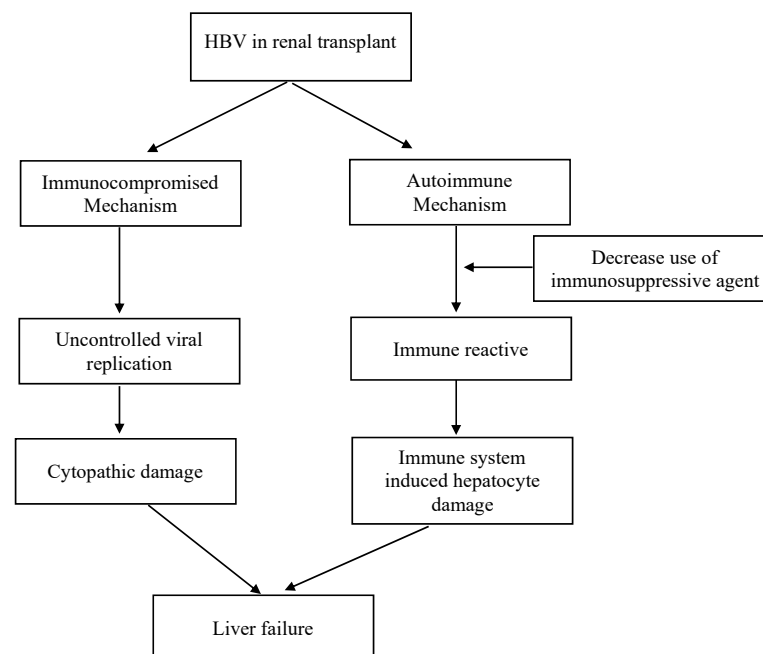 HBV in renal transplant
Immunocompromised
Mechanism
Autoimmune
Mechanism
Decrease use of
immunosuppressive agent
Uncontrolled viral
replication
Immune reactive
Cytopathic damage
Immune system
induced hepatocyte
damage
Liver failure